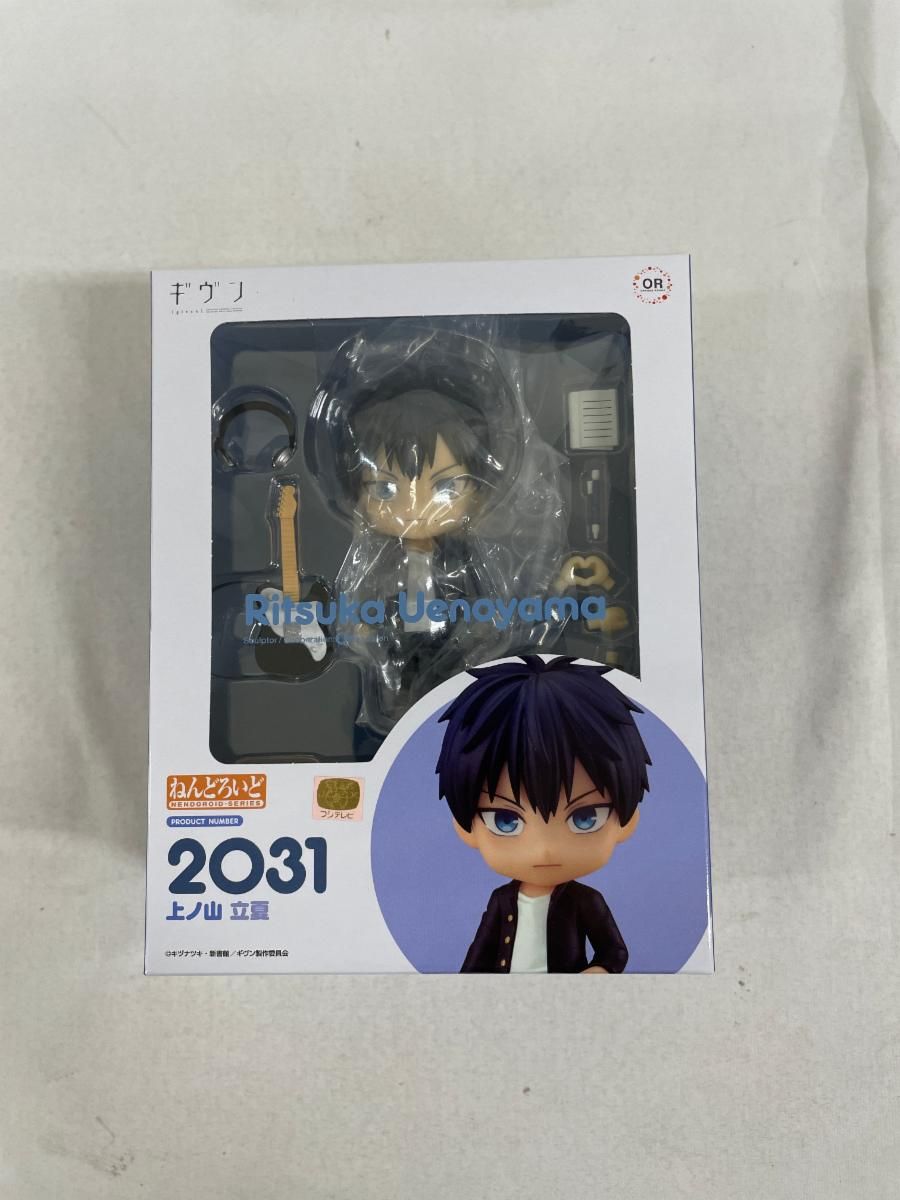 ギヴン
OR
Ritsuka Uenoyama
ねんどろいど
NENDOROID-SERIES
フジテレビ
PRODUCT NUMBER
2031
上ノ山 立夏
©キヅナツキ・新書館/ギヴン製作委員会